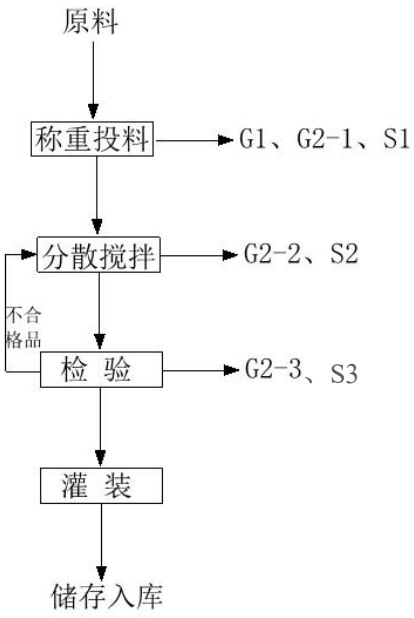 原料
称重投料
G1、G2-1、S1
分散搅拌
G2-2、S2
不合
格品
检 验
G2-3、S3
灌 装
储存入库